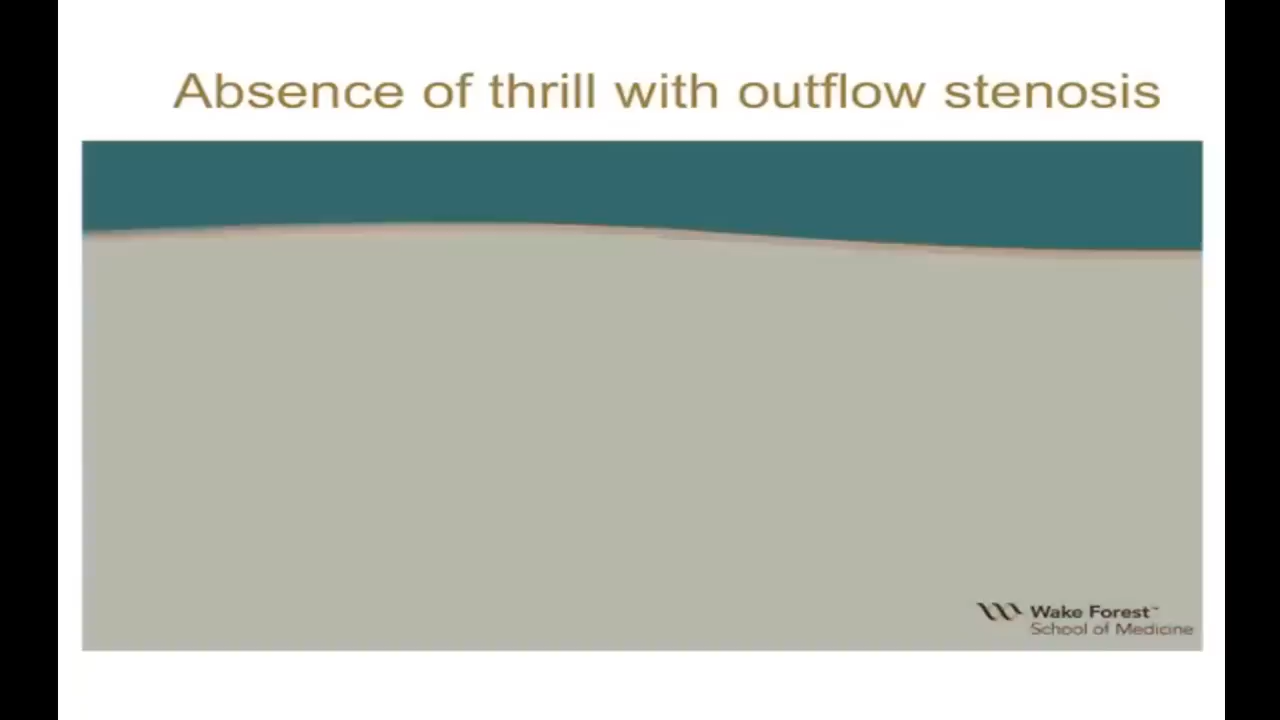 Absence of thrill with outflow stenosis
Wake Forest™
School of Medicine